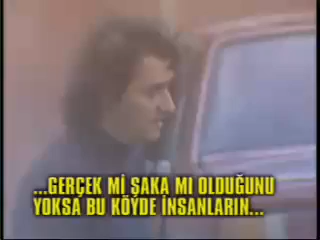 ...GERÇEK Mİ ŞAKA MI OLDUĞUNU
YOKSA BU KÖYDE İNSANLARIN...